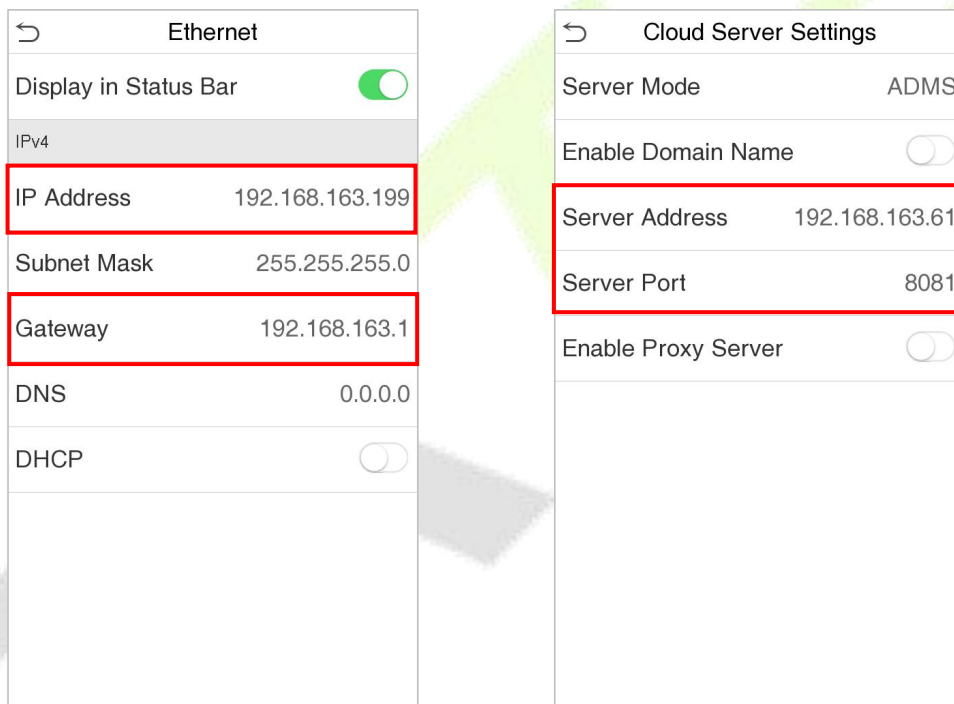 Ethernet
Display in Status Bar
IPv4
IP Address 192.168.163.199
Subnet Mask 255.255.255.0
Gateway 192.168.163.1
DNS 0.0.0.0
DHCP
Cloud Server Settings
Server Mode ADMS
Enable Domain Name
Server Address 192.168.163.61
Server Port 8081
Enable Proxy Server